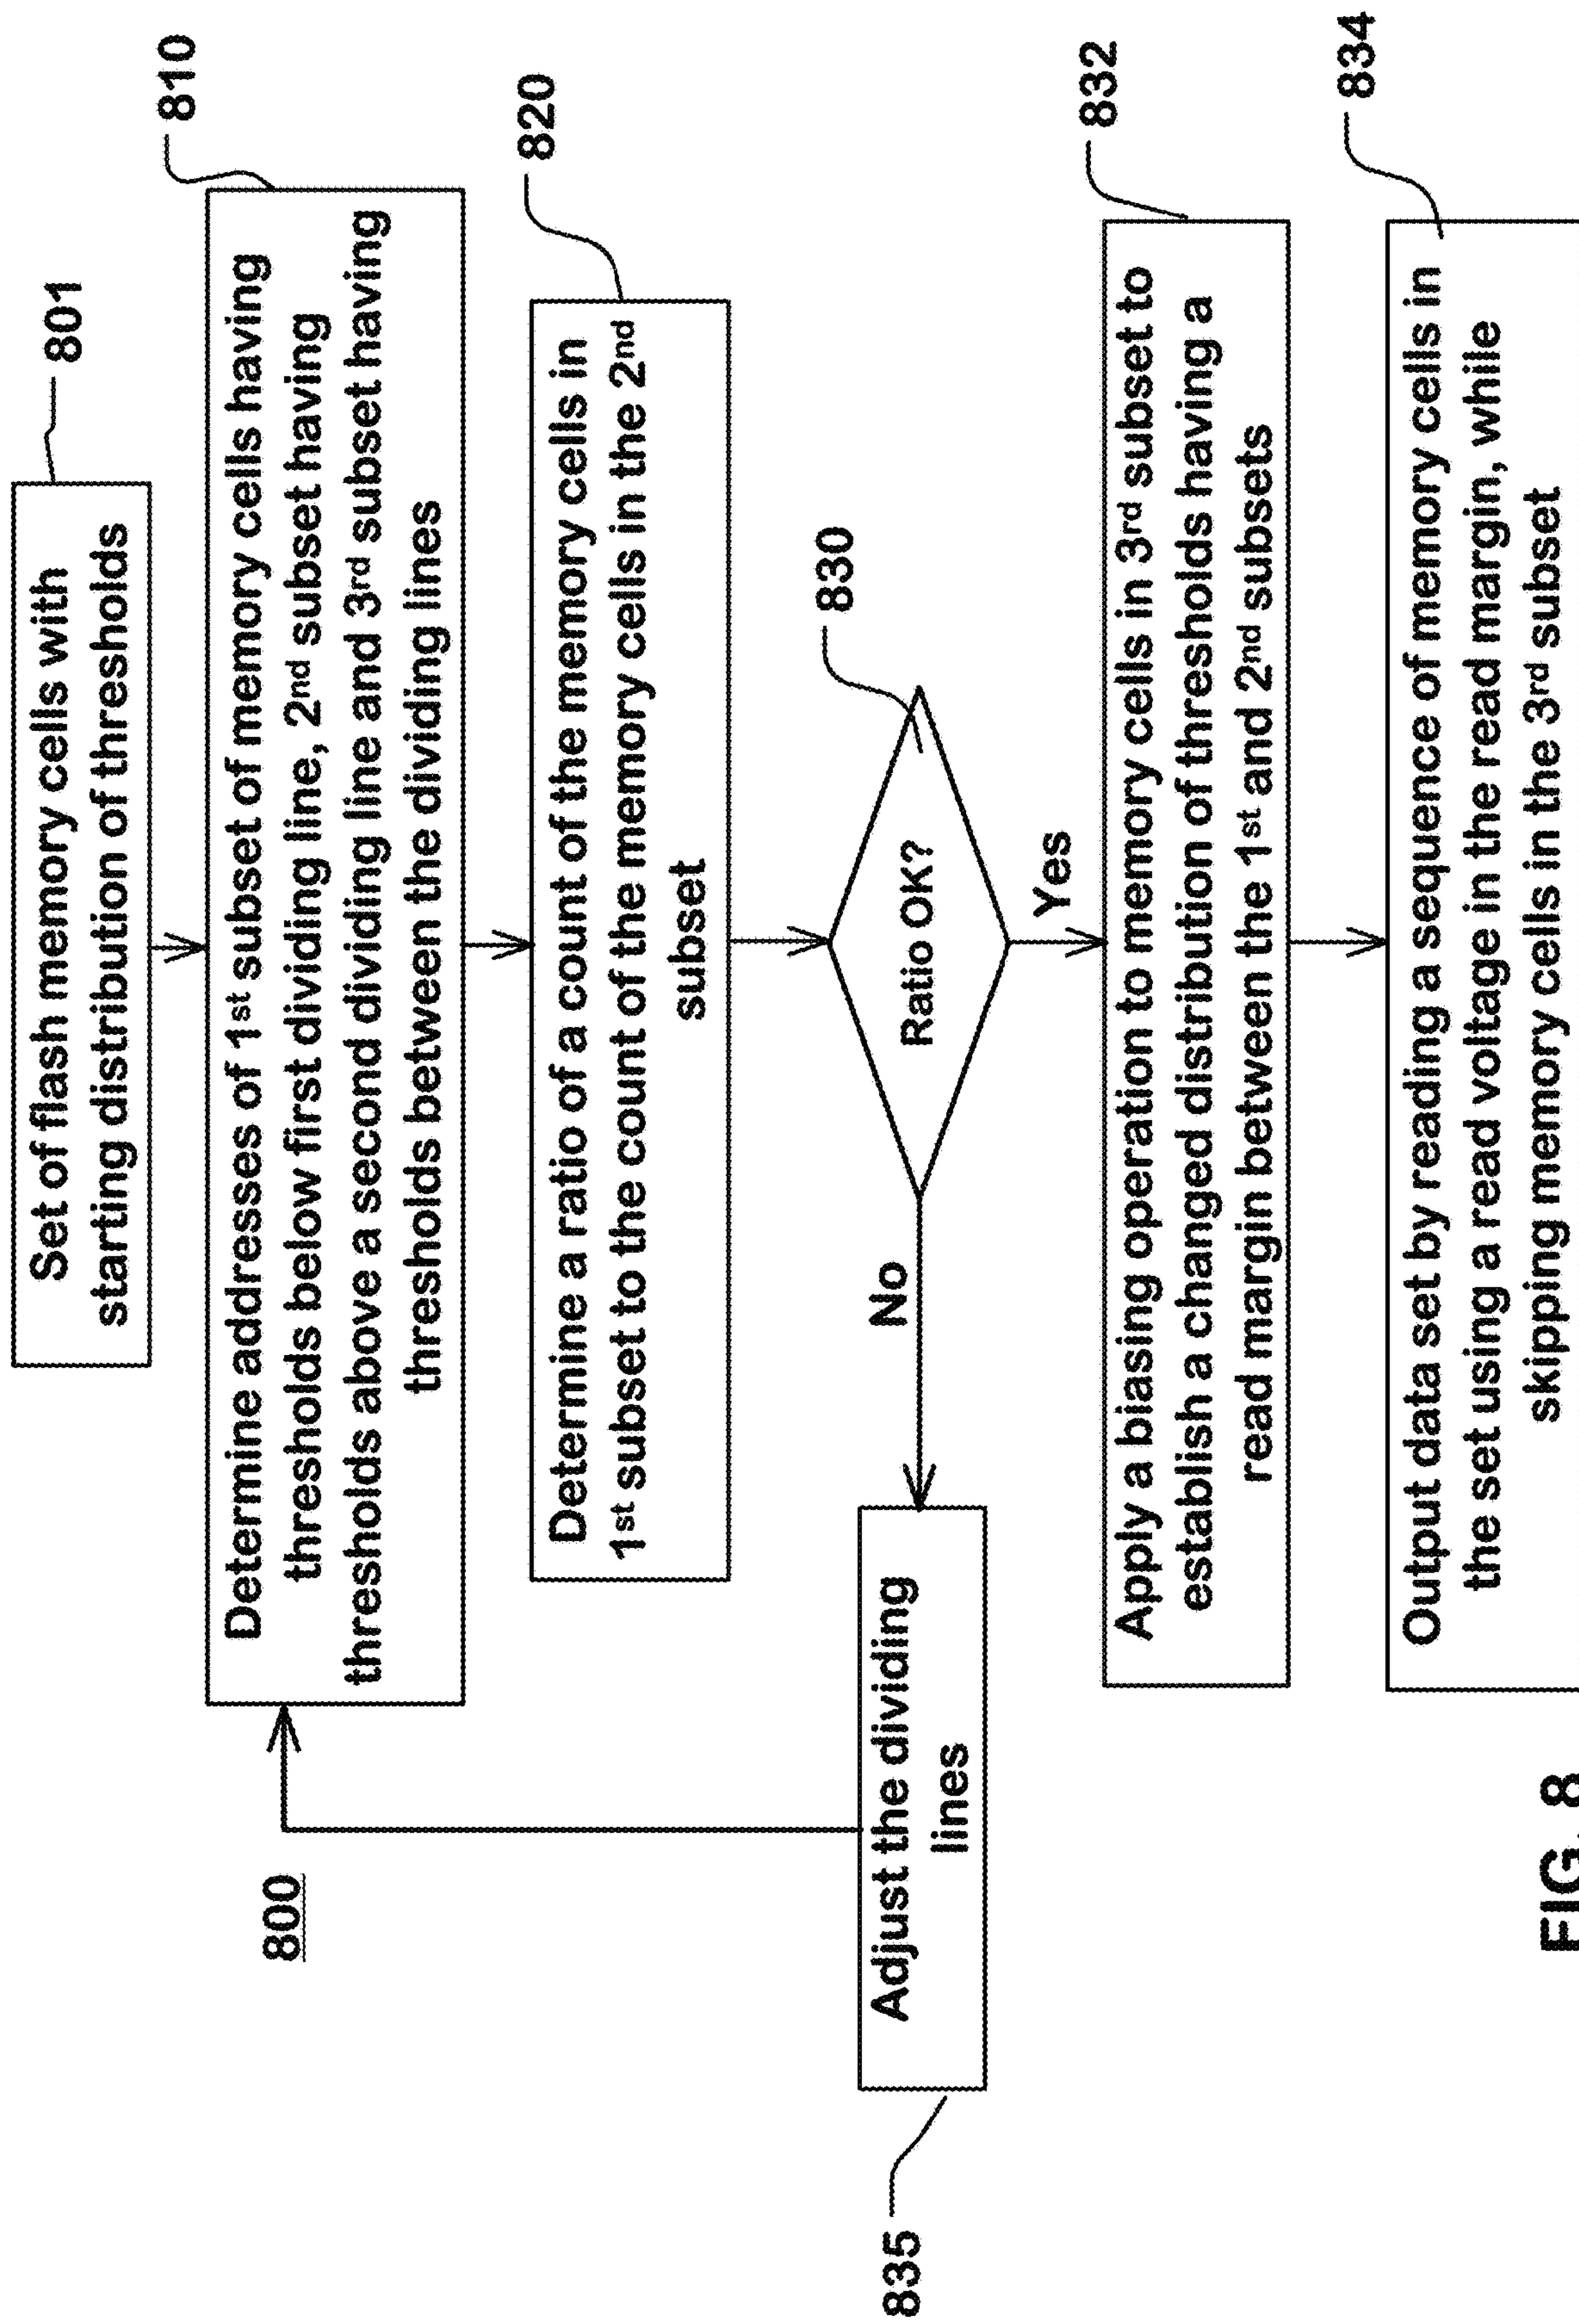 800
801
Set of flash memory cells with
starting distribution of thresholds
810
Determine addresses of 1st subset of memory cells having
thresholds below first dividing line, 2nd subset having
thresholds above a second dividing line and 3rd subset having
thresholds between the dividing lines
820
Determine a ratio of a count of the memory cells in
1st subset to the count of the memory cells in the 2nd
subset
830
Ratio OK?
No
Yes
835
Adjust the dividing
lines
832
Apply a biasing operation to memory cells in 3rd subset to
establish a changed distribution of thresholds having a
read margin between the 1st and 2nd subsets
834
Output data set by reading a sequence of memory cells in
the set using a read voltage in the read margin, while
skipping memory cells in the 3rd subset
FIG. 8